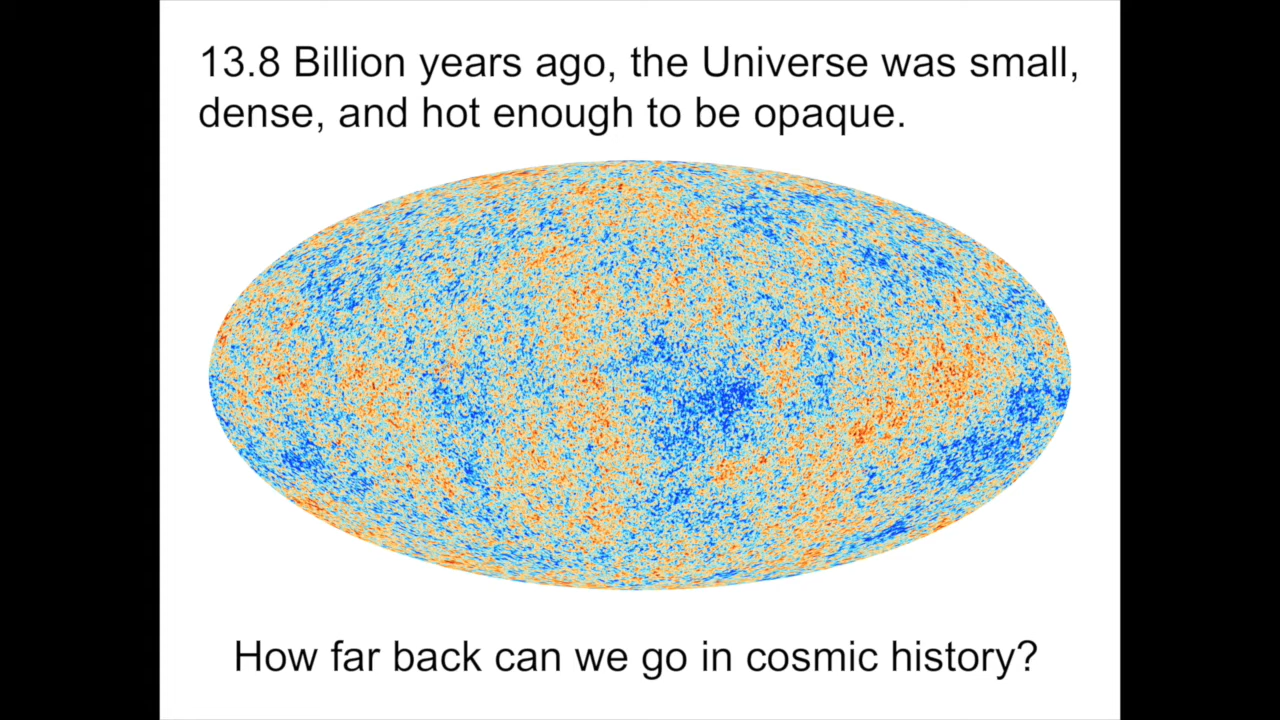 13.8 Billion years ago, the Universe was small,
dense, and hot enough to be opaque.
How far back can we go in cosmic history?